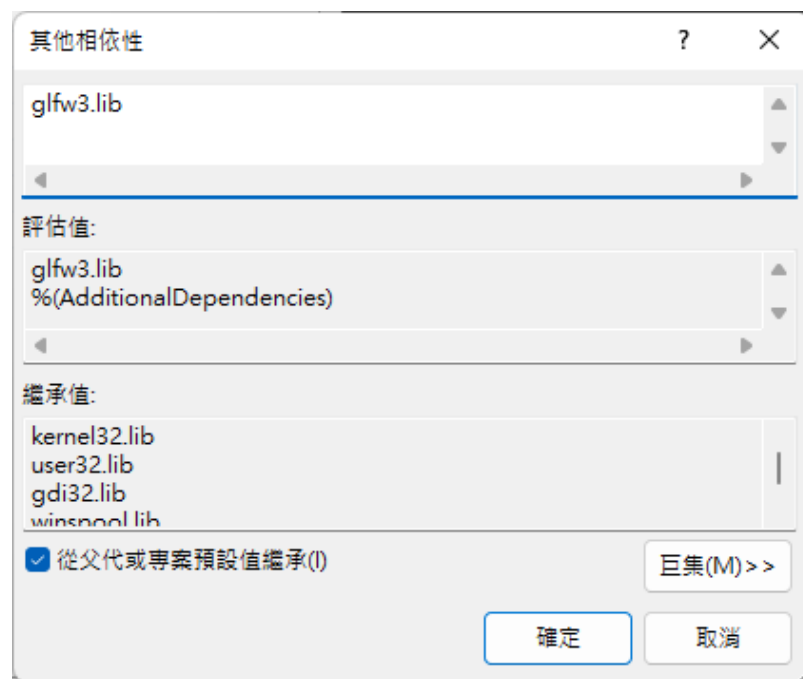 其他相依性
?
glfw3.lib
評估值:
glfw3.lib
%(AdditionalDependencies)
繼承值:
kernel32.lib
user32.lib
gdi32.lib
winspool.lib
從父代或專案預設值繼承(I)
巨集(M)>>
確定
取消